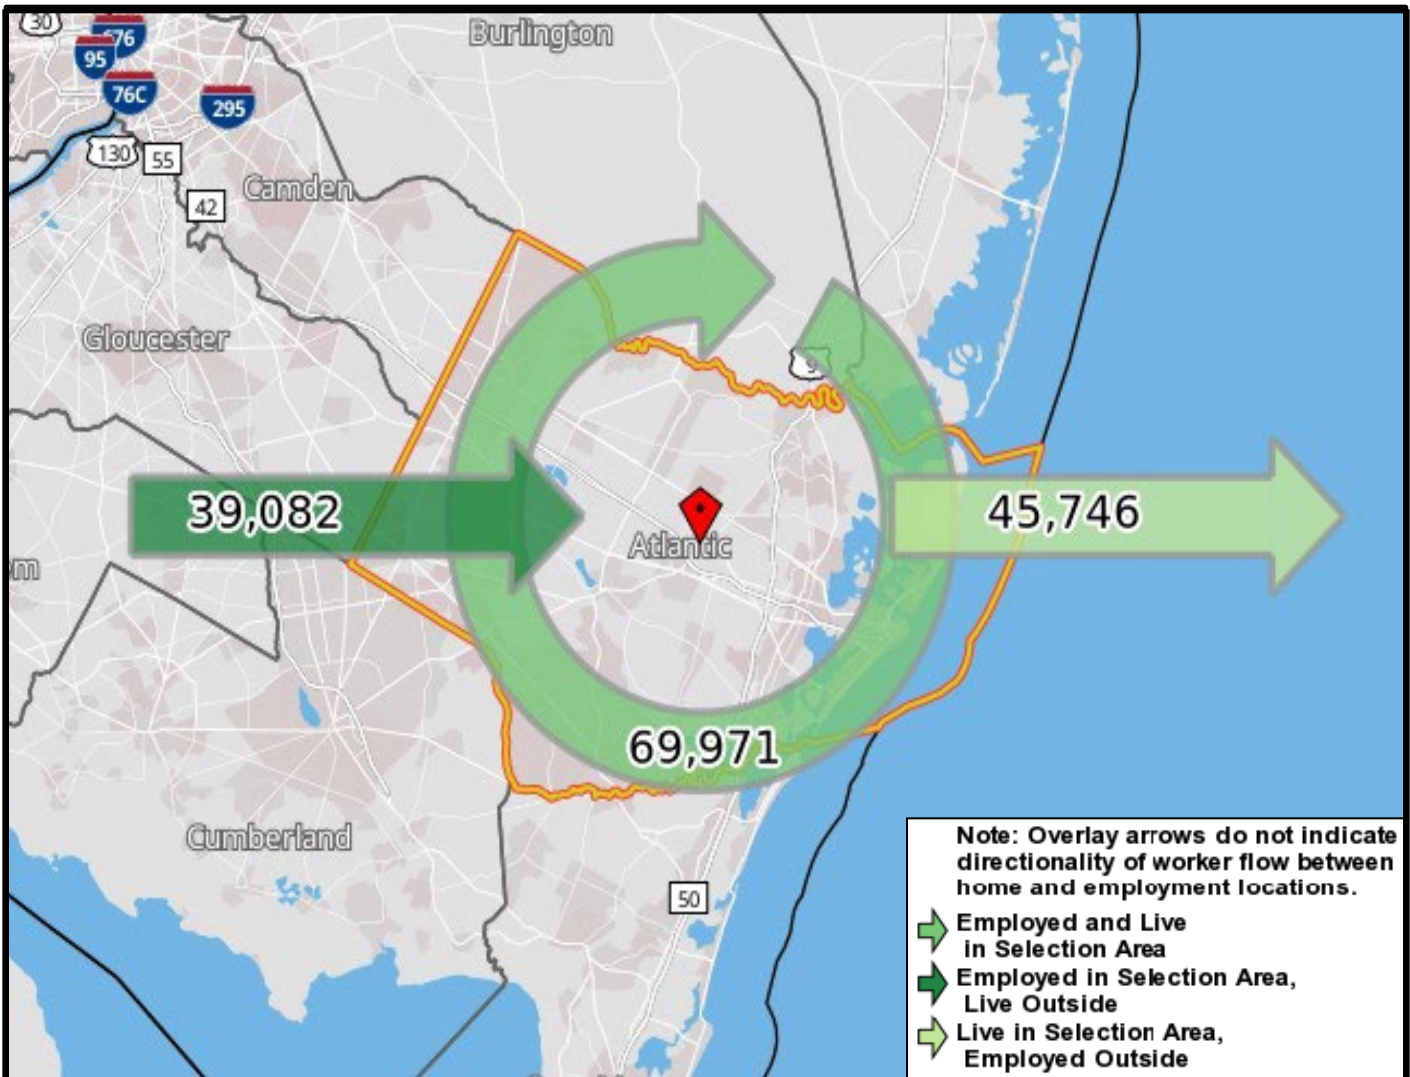 30
Burlington
676
95
76C
295
130
55
Camden
42
Gloucester
9
39,082
45,746
Atlantic
m
69,971
Cumberland
50
Note: Overlay arrows do not indicate
directionality of worker flow between
home and employment locations.
Employed and Live
in Selection Area
Employed in Selection Area,
Live Outside
Live in Selection Area,
Employed Outside